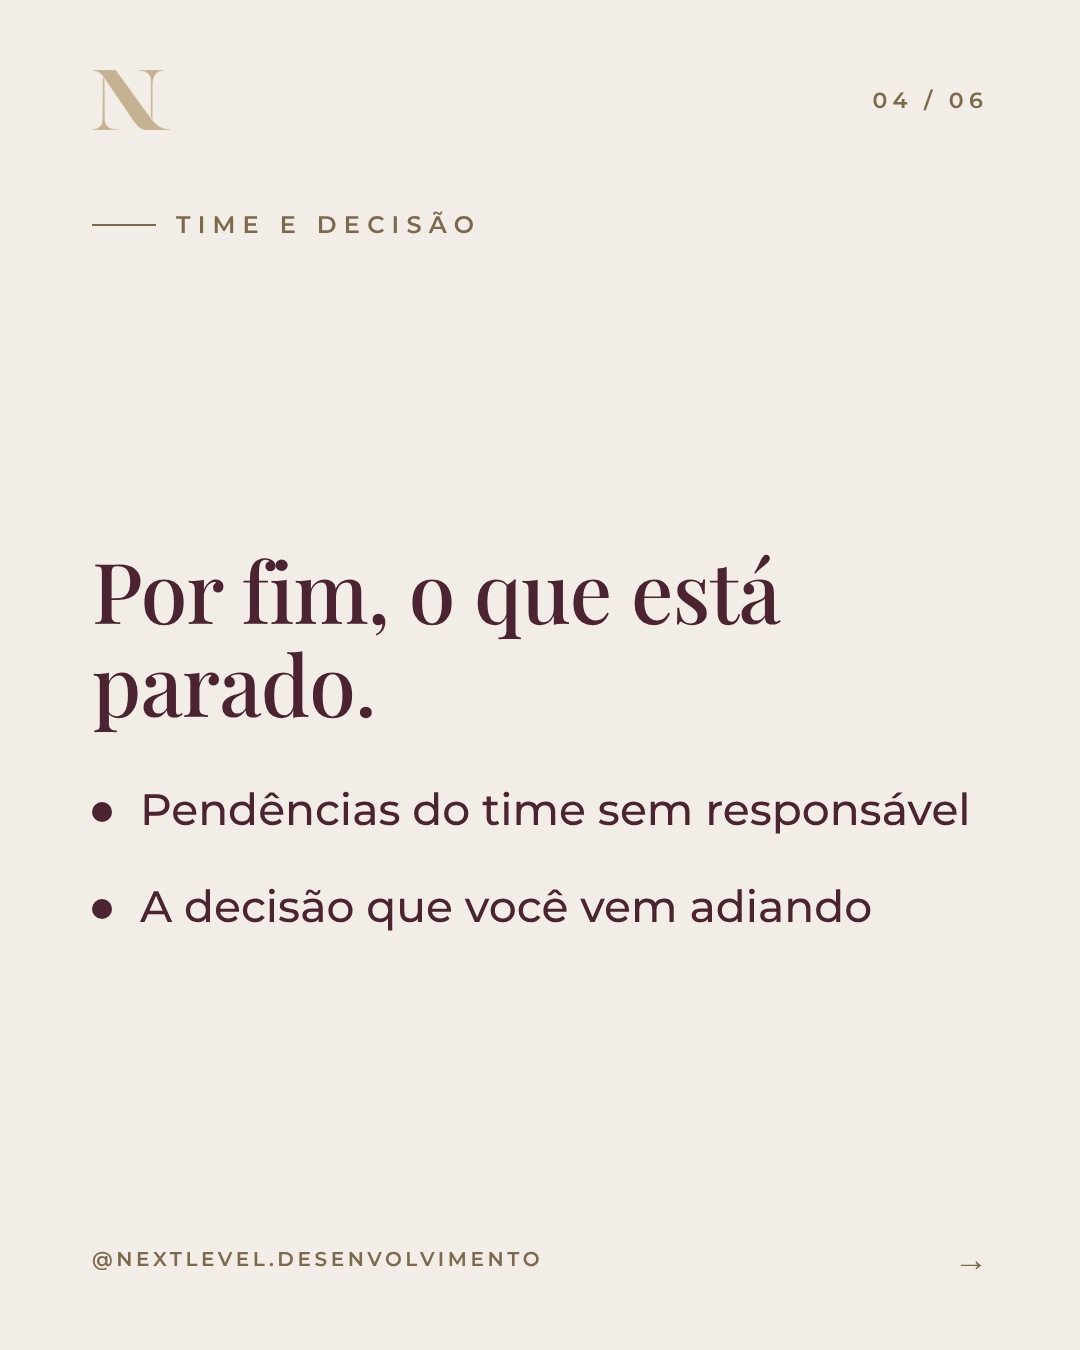 N
04 / 06
TIME E DECISÃO
Por fim, o que está
parado.
• Pendências do time sem responsável
• A decisão que você vem adiando
@NEXTLEVEL.DESENVOLVIMENTO
→